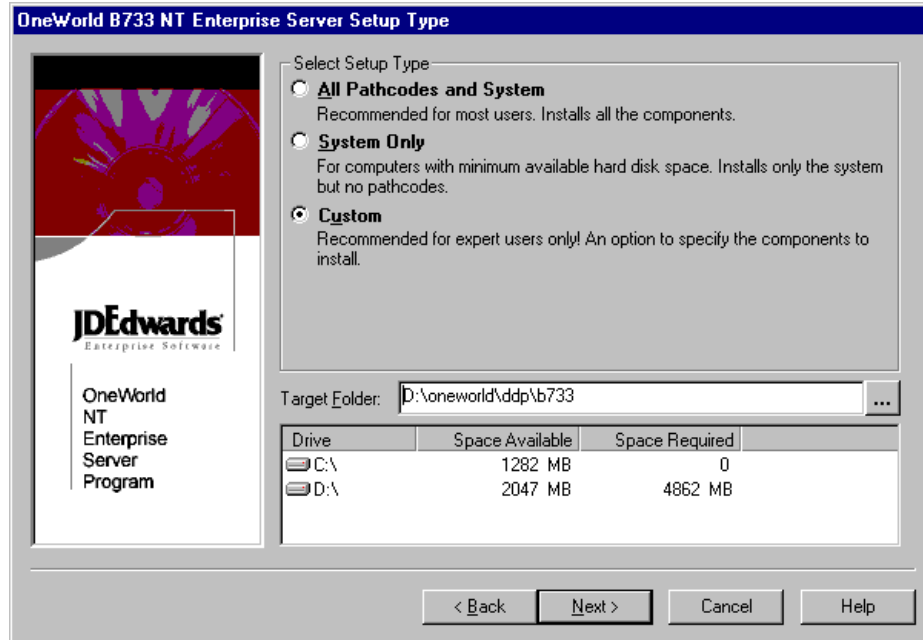 OneWorld B733 NT Enterprise Server Setup Type
Select Setup Type
All Pathcodes and System
Recommended for most users. Installs all the components.
System Only
For computers with minimum available hard disk space. Installs only the system
but no pathcodes.
Custom
Recommended for expert users only! An option to specify the components to
install.
JDEdwards
Enterprise Software
OneWorld
NT
Enterprise
Server
Program
Target Folder: D:\oneworld\ddp\b733 ...
Drive Space Available Space Required
C:\ 1282 MB 0
D:\ 2047 MB 4862 MB
< Back Next > Cancel Help